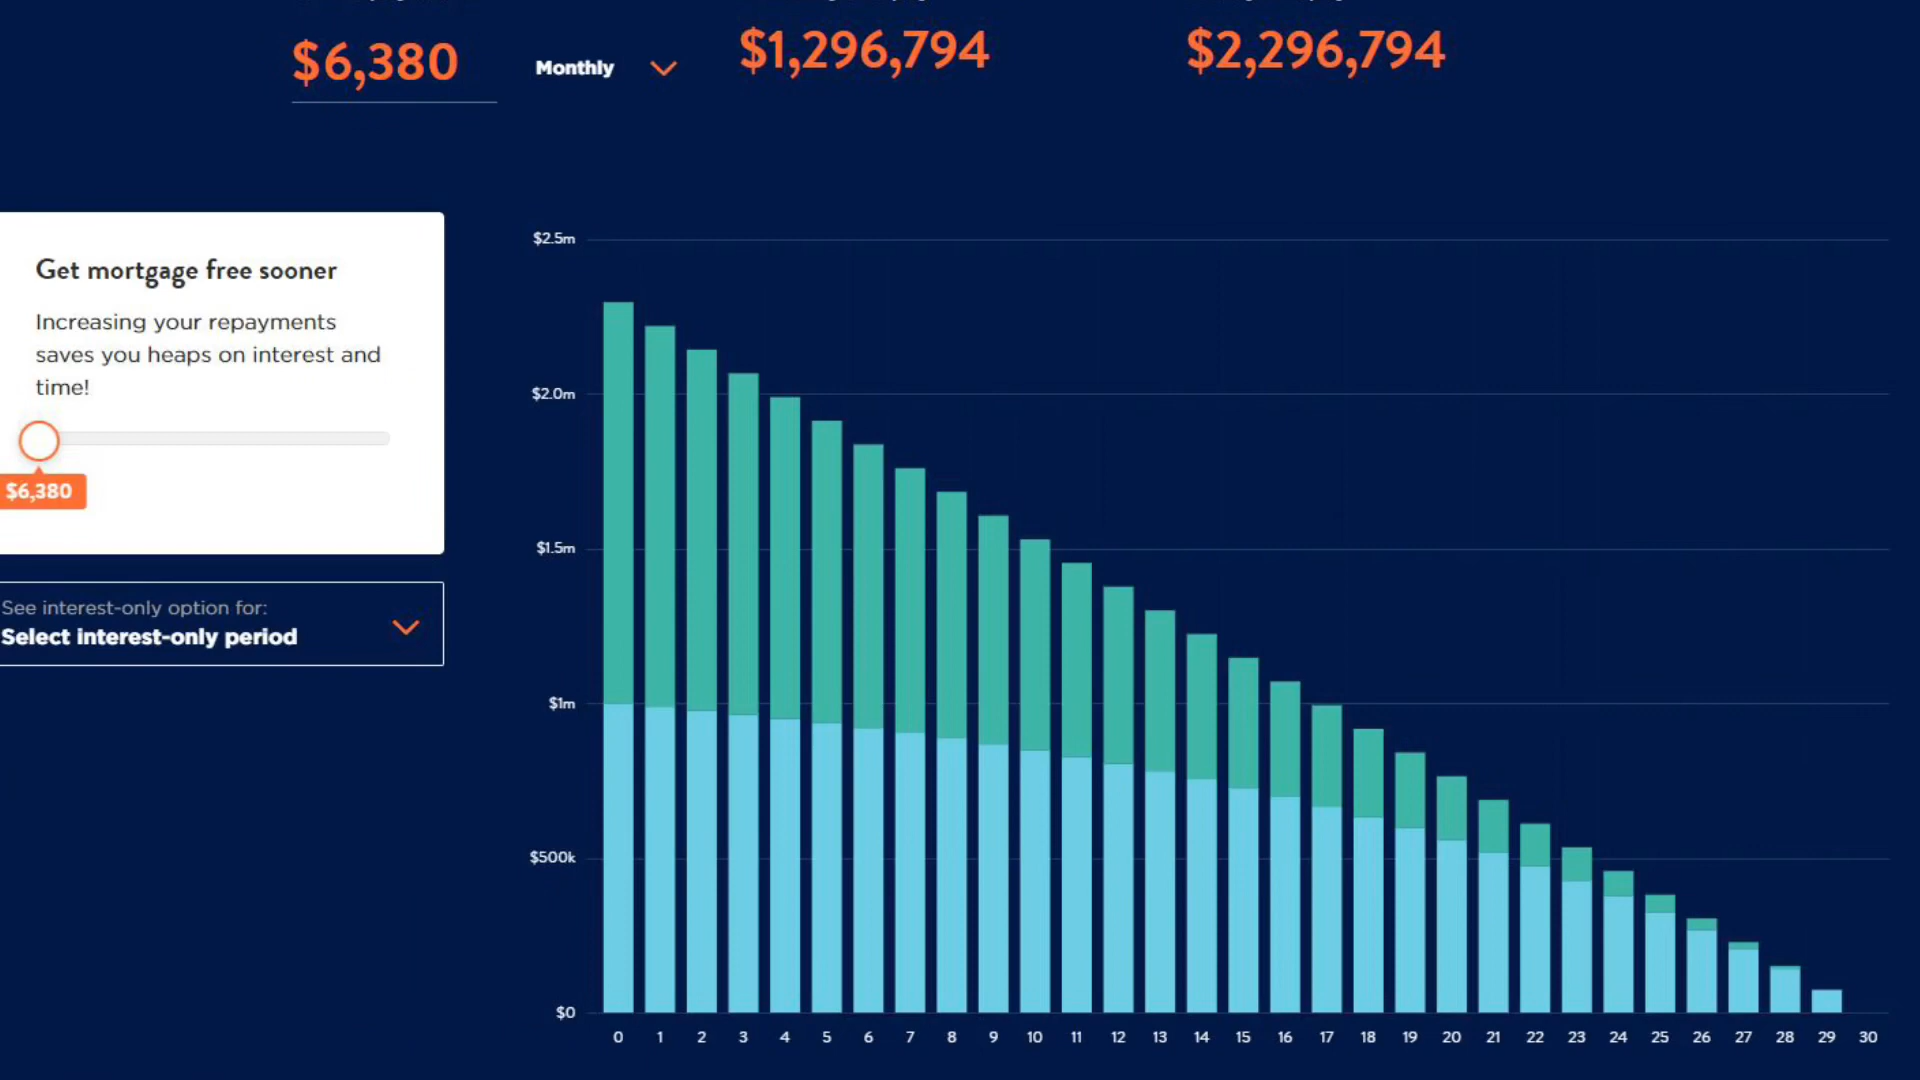 $6,380
Monthly
$1,296,794
$2,296,794
Get mortgage free sooner
Increasing your repayments
saves you heaps on interest and
time!
$6,380
See interest-only option for:
Select interest-only period
$2.5m
$2.0m
$1.5m
$1m
$500k
$0
0 1 2 3 4 5 6 7 8 9 10 11 12 13 14 15 16 17 18 19 20 21 22 23 24 25 26 27 28 29 30